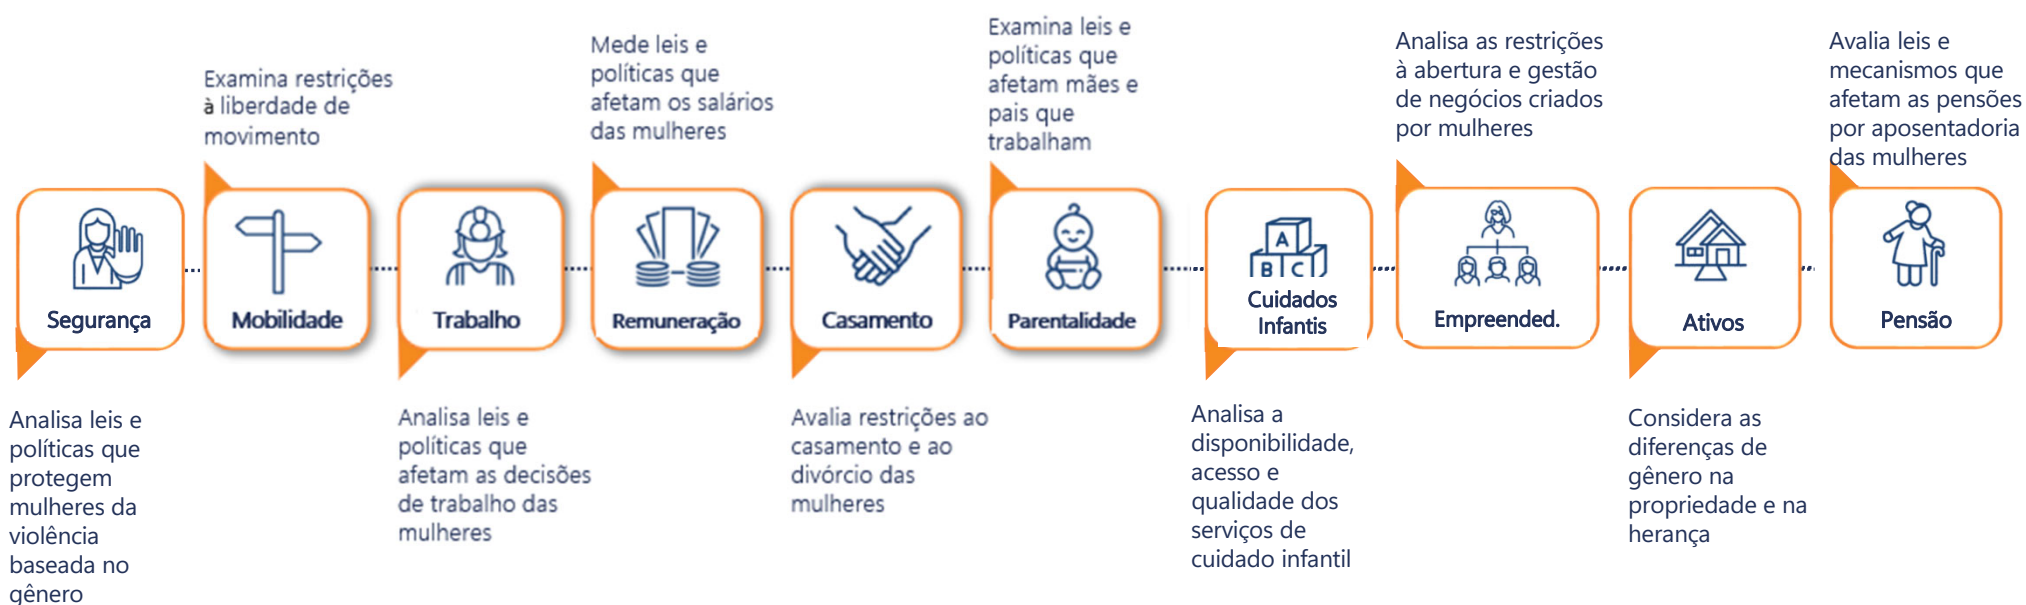 Segurança
Analisa leis e
políticas que
protegem
mulheres da
violência
baseada no
gênero
Examina restrições
à liberdade de
movimento
Mobilidade
Trabalho
Analisa leis e
políticas que
afetam as decisões
de trabalho das
mulheres
Mede leis e
políticas que
afetam os salários
das mulheres
Remuneração
Casamento
Avalia restrições ao
casamento e ao
divórcio das
mulheres
Examina leis e
políticas que
afetam mães e
pais que
trabalham
Parentalidade
A
B C
Cuidados
Infantis
Analisa a
disponibilidade,
acesso e
qualidade dos
serviços de
cuidado infantil
Analisa as restrições
à abertura e gestão
de negócios criados
por mulheres
Empreended.
Ativos
Considera as
diferenças de
gênero na
propriedade e na
herança
Avalia leis e
mecanismos que
afetam as pensões
por aposentadoria
das mulheres
Pensão